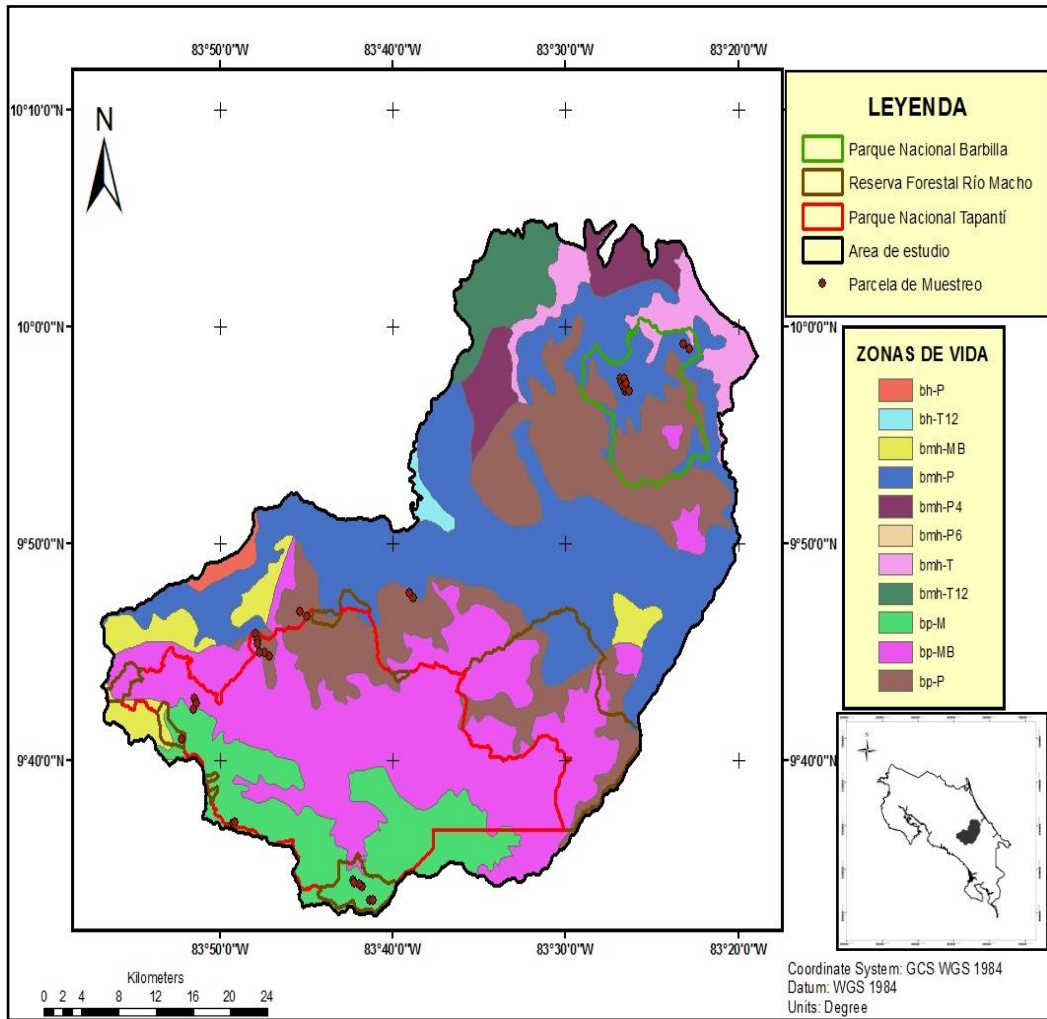 83°50'0"W 83°40'0"W 83°30'0"W 83°20'0"W
10°10'0"N
10°0'0"N
9°50'0"N
9°40'0"N
N
10°10'0"N
10°0'0"N
9°50'0"N
9°40'0"N
83°50'0"W 83°40'0"W 83°30'0"W 83°20'0"W
LEYENDA
Parque Nacional Barbilla
Reserva Forestal Río Macho
Parque Nacional Tapantí
Area de estudio
Parcela de Muestreo
ZONAS DE VIDA
bh-P
bh-T12
bmh-MB
bmh-P
bmh-P4
bmh-P6
bmh-T
bmh-T12
bp-M
bp-MB
bp-P
Kilometers
0 2 4 8 12 16 20 24
Coordinate System: GCS WGS 1984
Datum: WGS 1984
Units: Degree